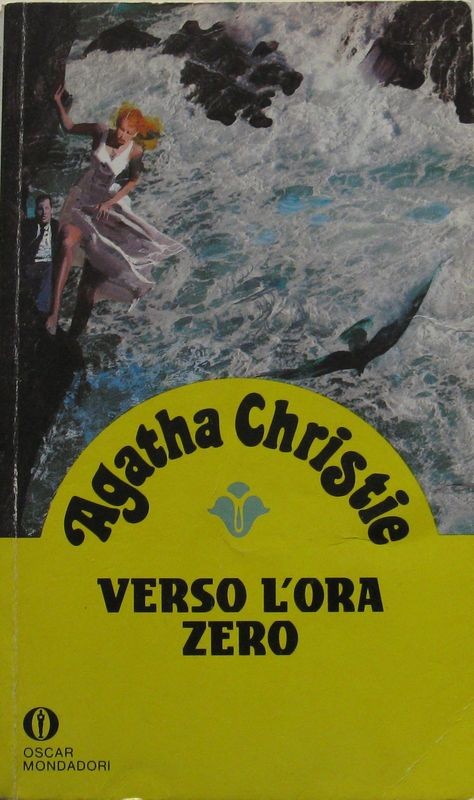 Agatha Christie
VERSO L'ORA
ZERO
OSCAR
MONDADORI